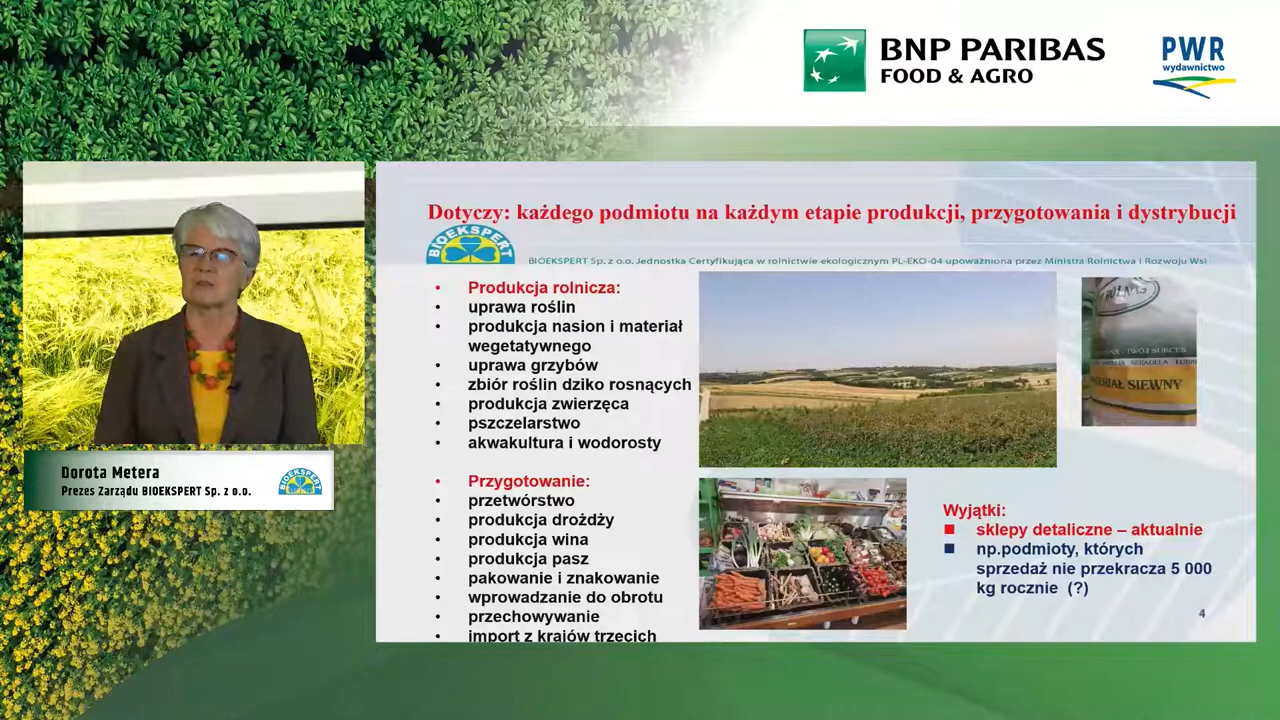 BNP PARIBAS
FOOD & AGRO
PWR
wydawnictwo
Dotyczy: każdego podmiotu na każdym etapie produkcji, przygotowania i dystrybucji
BIOEKSPERT
BIOEKSPERT Sp. z o.o. Jednostka Certyfikująca w rolnictwie ekologicznym PL-EKO-04 upoważniona przez Ministra Rolnictwa i Rozwoju Wsi
• Produkcja rolnicza:
• uprawa roślin
• produkcja nasion i materiał
wegetatywnego
• uprawa grzybów
• zbiór roślin dziko rosnących
• produkcja zwierzęca
• pszczelarstwo
• akwakultura i wodorosty
• Przygotowanie:
• przetwórstwo
• produkcja drożdży
• produkcja wina
• produkcja pasz
• pakowanie i znakowanie
• wprowadzanie do obrotu
• przechowywanie
• import z krajów trzecich
TWÓJ SUKCES
SIEWNY
Wyjątki:
sklepy detaliczne – aktualnie
np.podmioty, których
sprzedaż nie przekracza 5 000
kg rocznie (?)
4
Dorota Metera
Prezes Zarządu BIOEKSPERT Sp. z o.o.
BIOEKSPERT